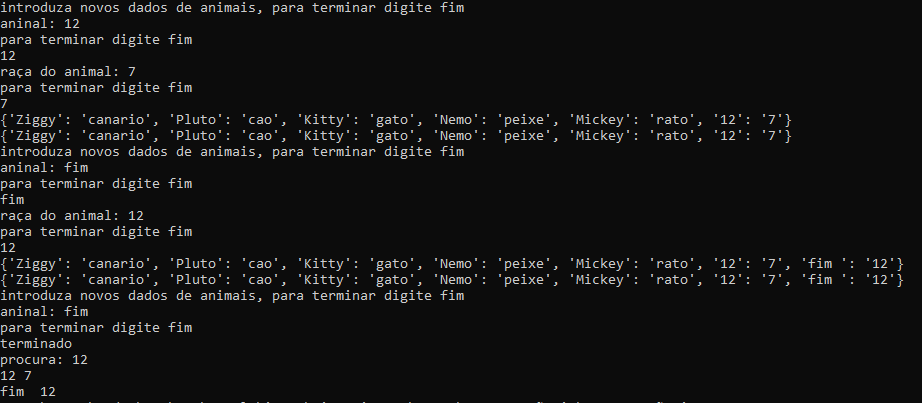 introduza novos dados de animais, para terminar digite fim
aninal: 12
para terminar digite fim
12
raça do animal: 7
para terminar digite fim
7
{'Ziggy': 'canario', 'Pluto': 'cao', 'Kitty': 'gato', 'Nemo': 'peixe', 'Mickey': 'rato', '12': '7'}
{'Ziggy': 'canario', 'Pluto': 'cao', 'Kitty': 'gato', 'Nemo': 'peixe', 'Mickey': 'rato', '12': '7'}
introduza novos dados de animais, para terminar digite fim
aninal: fim
para terminar digite fim
fim
raça do animal: 12
para terminar digite fim
12
{'Ziggy': 'canario', 'Pluto': 'cao', 'Kitty': 'gato', 'Nemo': 'peixe', 'Mickey': 'rato', '12': '7', 'fim ': '12'}
{'Ziggy': 'canario', 'Pluto': 'cao', 'Kitty': 'gato', 'Nemo': 'peixe', 'Mickey': 'rato', '12': '7', 'fim ': '12'}
introduza novos dados de animais, para terminar digite fim
aninal: fim
para terminar digite fim
terminado
procura: 12
12 7
fim  12